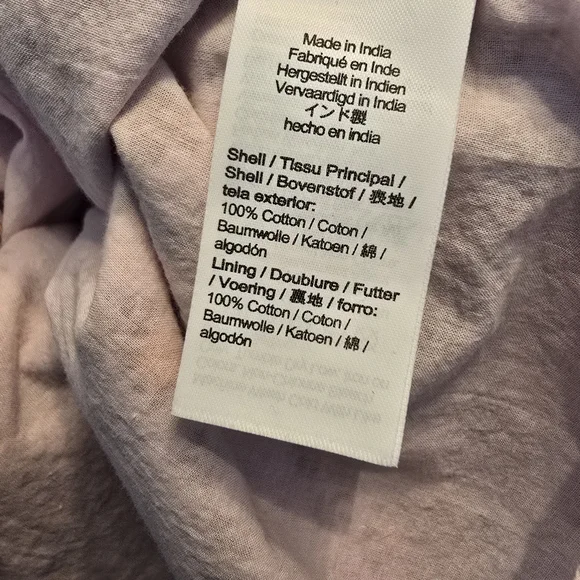 Made in India
Fabriqué en Inde
Hergestellt in Indien
Vervaardigd in India
インド製
hecho en india
Shell / Tissu Principal /
Shell / Bovenstof / 表地 /
tela exterior:
100% Cotton / Coton /
Baumwolle / Katoen / 綿 /
algodón
Lining / Doublure / Futter
/ Voering / 裏地 / forro:
100% Cotton / Coton /
Baumwolle / Katoen / 綿 /
algodón